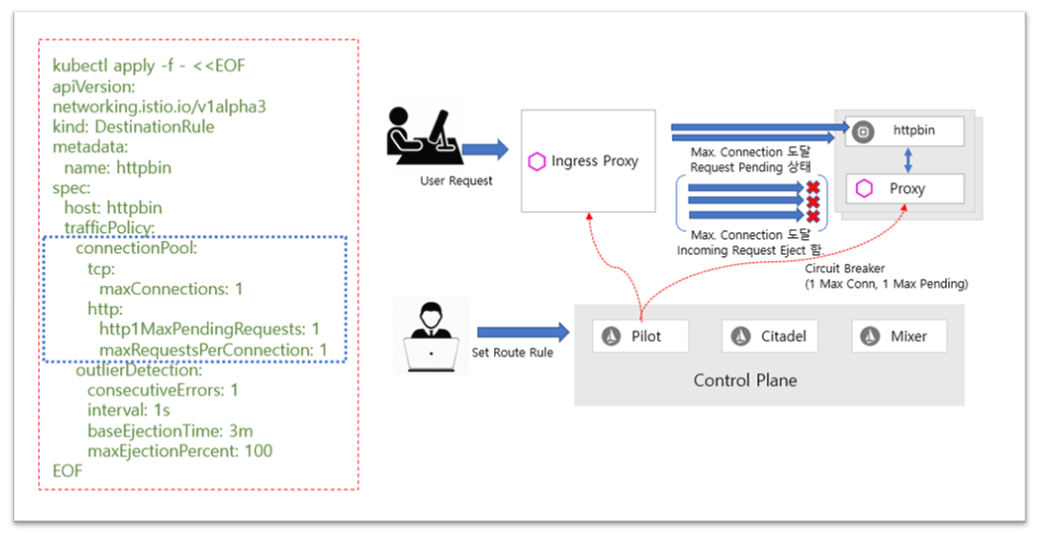 kubectl apply -f - <<EOF
apiVersion:
networking.istio.io/v1alpha3
kind: DestinationRule
metadata:
  name: httpbin
spec:
  host: httpbin
  trafficPolicy:
    connectionPool:
      tcp:
        maxConnections: 1
      http:
        http1MaxPendingRequests: 1
        maxRequestsPerConnection: 1
    outlierDetection:
      consecutiveErrors: 1
      interval: 1s
      baseEjectionTime: 3m
      maxEjectionPercent: 100
EOF
User Request
Ingress Proxy
Max. Connection 도달
Request Pending 상태
Max. Connection 도달
Incoming Request Eject 함.
httpbin
Proxy
Circuit Breaker
(1 Max Conn, 1 Max Pending)
Set Route Rule
Pilot
Citadel
Mixer
Control Plane